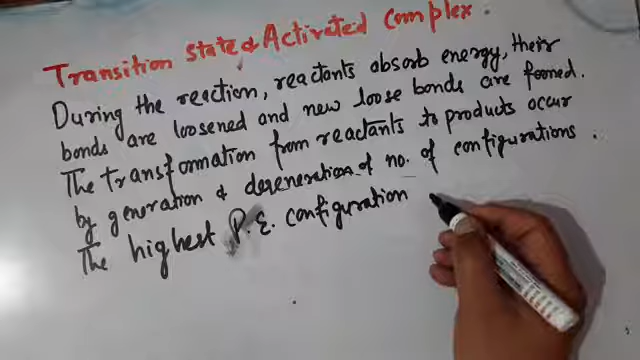 Transition state & Activated Complex.
During the reaction, reactants absorb energy, their
bonds are loosened and new loose bonds are formed.
The transformation from reactants to products occur
by generation & degeneration of no. of configurations.
The highest P.E. configuration